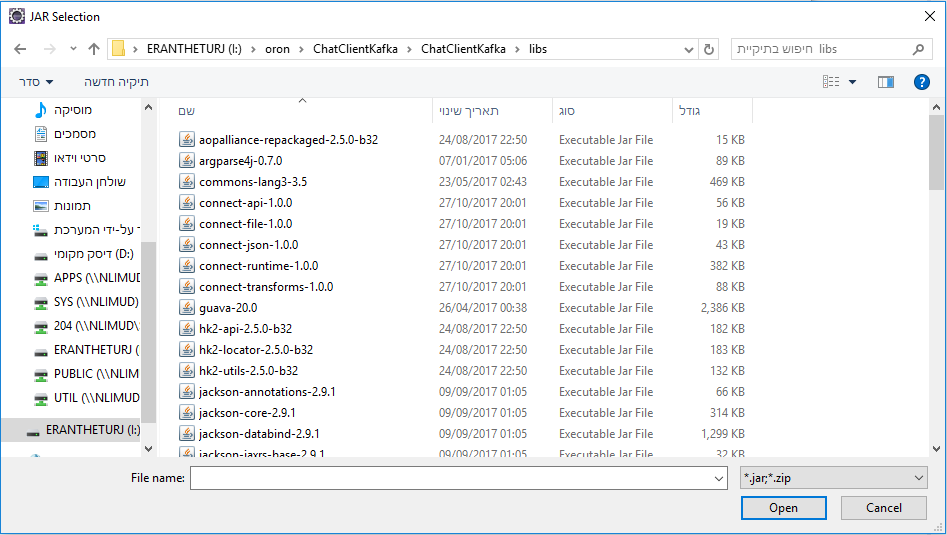 JAR Selection
ERANTHETURJ (I:) › oron › ChatClientKafka › ChatClientKafka › libs
חיפוש בתיקיית libs
סדר
תיקיה חדשה
שם
תאריך שינוי
סוג
גודל
מוסיקה
מסמכים
סרטי וידאו
שולחן העבודה
תמונות
ר על-ידי המערכת
דיסק מקומי (D:)
APPS (\\NLIMUD
SYS (\\NLIMUD)
204 (\\NLIMUD\
ERANTHETURJ (
PUBLIC (\\NLIM
UTIL (\\NLIMUD
ERANTHETURJ (I:)
aopalliance-repackaged-2.5.0-b32 24/08/2017 22:50 Executable Jar File 15 KB
argparse4j-0.7.0 07/01/2017 05:06 Executable Jar File 89 KB
commons-lang3-3.5 23/05/2017 02:43 Executable Jar File 469 KB
connect-api-1.0.0 27/10/2017 20:01 Executable Jar File 56 KB
connect-file-1.0.0 27/10/2017 20:01 Executable Jar File 19 KB
connect-json-1.0.0 27/10/2017 20:01 Executable Jar File 43 KB
connect-runtime-1.0.0 27/10/2017 20:01 Executable Jar File 382 KB
connect-transforms-1.0.0 27/10/2017 20:01 Executable Jar File 88 KB
guava-20.0 26/04/2017 00:38 Executable Jar File 2,386 KB
hk2-api-2.5.0-b32 24/08/2017 22:50 Executable Jar File 182 KB
hk2-locator-2.5.0-b32 24/08/2017 22:50 Executable Jar File 183 KB
hk2-utils-2.5.0-b32 24/08/2017 22:50 Executable Jar File 132 KB
jackson-annotations-2.9.1 09/09/2017 01:05 Executable Jar File 66 KB
jackson-core-2.9.1 09/09/2017 01:05 Executable Jar File 314 KB
jackson-databind-2.9.1 09/09/2017 01:05 Executable Jar File 1,299 KB
jackson-jaxrs-base-2.9.1 09/09/2017 01:05 Executable Jar File 32 KB
File name:
*.jar;*.zip
Open
Cancel